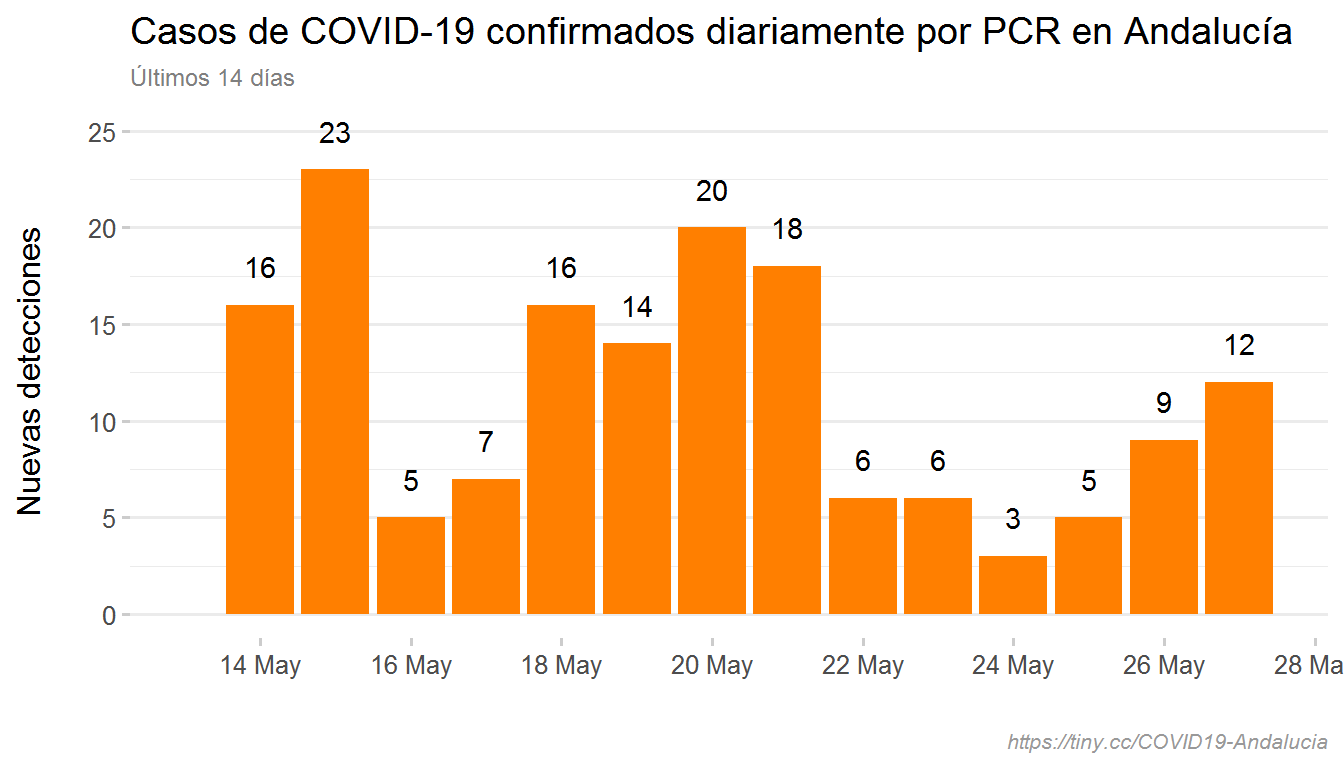 Casos de COVID-19 confirmados diariamente por PCR en Andalucía
Últimos 14 días
Nuevas detecciones
25
20
15
10
5
0
16
23
5
7
16
14
20
18
6
6
3
5
9
12
14 May
16 May
18 May
20 May
22 May
24 May
26 May
28 Ma
https://tiny.cc/COVID19-Andalucia